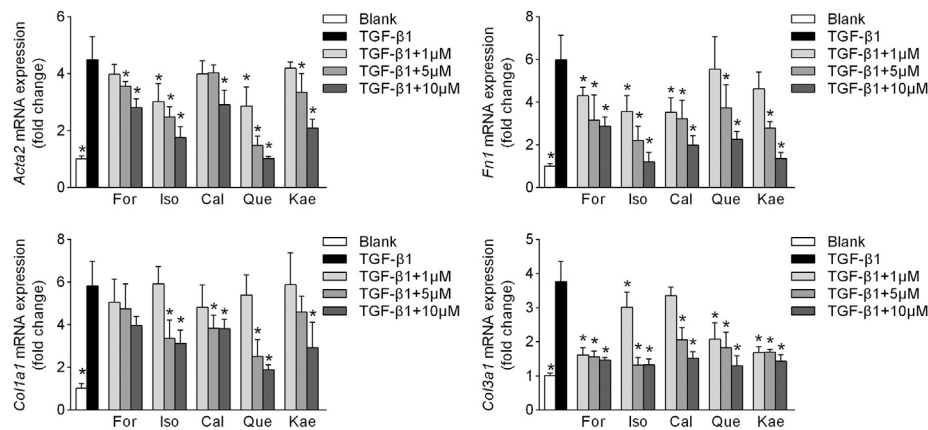 Acta2 mRNA expression
(fold change)
6
4
2
0
* * * * * * * * * * * *
For Iso Cal Que Kae
Blank
TGF-β1
TGF-β1+1μM
TGF-β1+5μM
TGF-β1+10μM
Fn1 mRNA expression
(fold change)
8
6
4
2
0
* * * * * * * * * * * * * * *
* * * * *
For Iso Cal Que Kae
Blank
TGF-β1
TGF-β1+1μM
TGF-β1+5μM
TGF-β1+10μM
Col1a1 mRNA expression
(fold change)
8
6
4
2
0
* * * * * * * *
For Iso Cal Que Kae
Blank
TGF-β1
TGF-β1+1μM
TGF-β1+5μM
TGF-β1+10μM
Col3a1 mRNA expression
(fold change)
5
4
3
2
1
0
* * * * * * * * * * * * * * *
For Iso Cal Que Kae
Blank
TGF-β1
TGF-β1+1μM
TGF-β1+5μM
TGF-β1+10μM